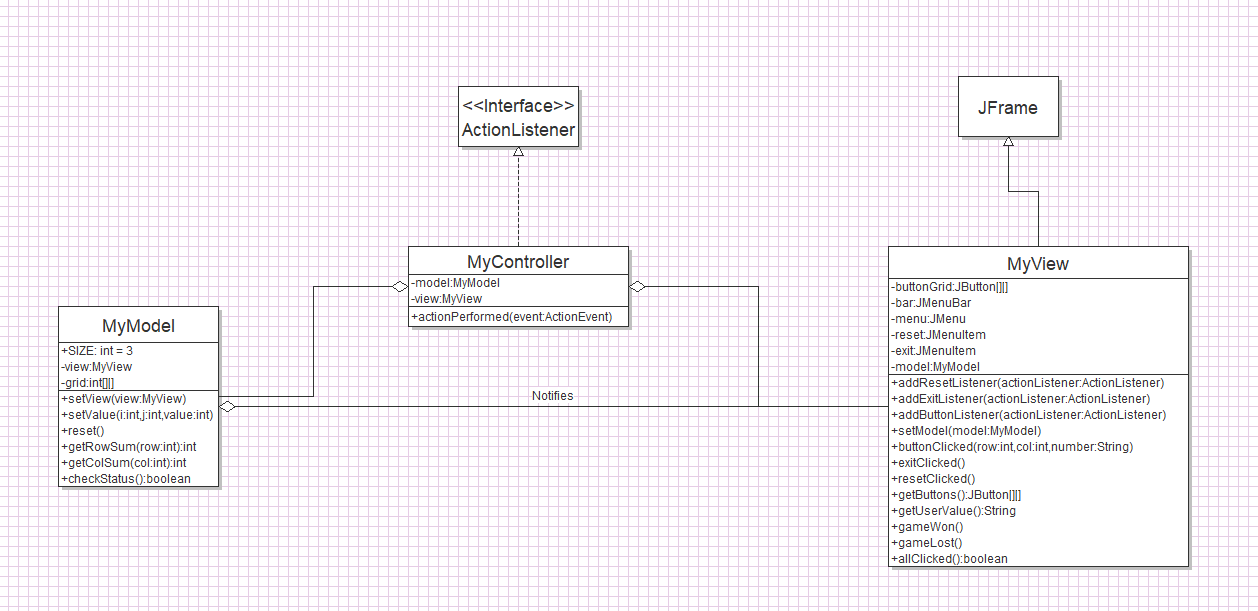 <<Interface>>
ActionListener
JFrame
MyController
-model:MyModel
-view:MyView
+actionPerformed(event:ActionEvent)
MyModel
+SIZE: int = 3
-view:MyView
-grid:int[][]
+setView(view:MyView)
+setValue(i:int,j:int,value:int)
+reset()
+getRowSum(row:int):int
+getColSum(col:int):int
+checkStatus():boolean
Notifies
MyView
-buttonGrid:JButton[][]
-bar:JMenuBar
-menu:JMenu
-reset:JMenuItem
-exit:JMenuItem
-model:MyModel
+addResetListener(actionListener:ActionListener)
+addExitListener(actionListener:ActionListener)
+addButtonListener(actionListener:ActionListener)
+setModel(model:MyModel)
+buttonClicked(row:int,col:int,number:String)
+exitClicked()
+resetClicked()
+getButtons():JButton[][]
+getUserValue():String
+gameWon()
+gameLost()
+allClicked():boolean